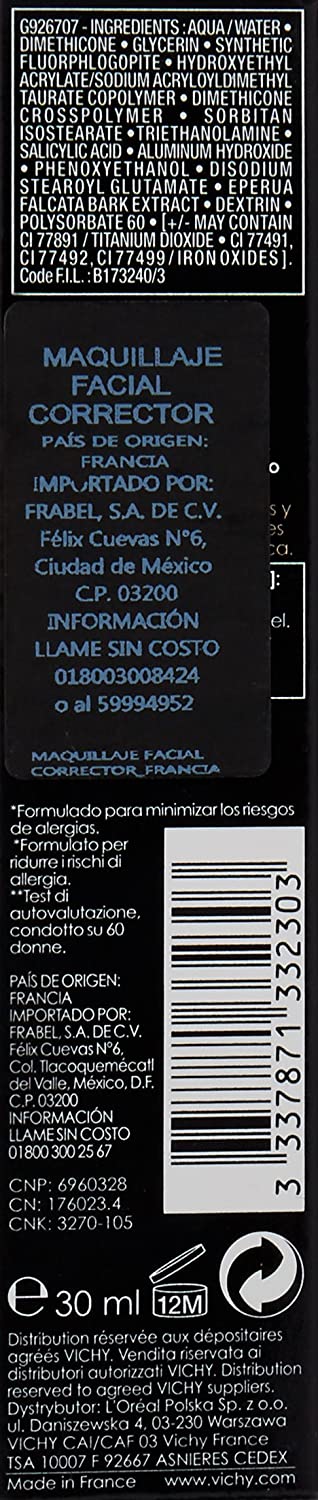 G926707 - INGREDIENTS : AQUA / WATER •
DIMETHICONE • GLYCERIN • SYNTHETIC
FLUORPHLOGOPITE • HYDROXYETHYL
ACRYLATE/SODIUM ACRYLOYLDIMETHYL
TAURATE COPOLYMER • DIMETHICONE
CROSSPOLYMER • SORBITAN
ISOSTEARATE • TRIETHANOLAMINE •
SALICYLIC ACID • ALUMINUM HYDROXIDE
• PHENOXYETHANOL • DISODIUM
STEAROYL GLUTAMATE • EPERUA
FALCATA BARK EXTRACT • DEXTRIN •
POLYSORBATE 60 • [+/- MAY CONTAIN
CI 77891 / TITANIUM DIOXIDE • CI 77491,
CI 77492, CI 77499 / IRON OXIDES ].
Code F.I.L. : B173240/3
MAQUILLAJE
FACIAL
CORRECTOR
PAÍS DE ORIGEN:
FRANCIA
IMPORTADO POR:
FRABEL, S.A. DE C.V.
Félix Cuevas N°6,
Ciudad de México
C.P. 03200
INFORMACIÓN
LLAME SIN COSTO
018003008424
o al 59994952
MAQUILLAJE FACIAL
CORRECTOR_FRANCIA
*Formulado para minimizar los riesgos
de alergias.
*Formulato per
ridurre i rischi di
allergia.
**Test di
autovalutazione,
condotto su 60
donne.
PAÍS DE ORIGEN:
FRANCIA
IMPORTADO POR:
FRABEL, S.A. DE C.V.
Félix Cuevas N°6,
Col. Tlacoquemécatl
del Valle, México, D.F.
C.P. 03200
INFORMACIÓN
LLAME SIN COSTO
01800 300 25 67
CNP: 6960328
CN: 176023.4
CNK: 3270-105
3 337871 332303
e 30 ml 12M
Distribution réservée aux dépositaires
agréés VICHY. Vendita riservata ai
distributori autorizzati VICHY. Distribution
reserved to agreed VICHY suppliers.
Dystrybutor: L'Oréal Polska Sp. z o.o.
ul. Daniszewska 4, 03-230 Warszawa
VICHY CAI/CAF 03 Vichy France
TSA 10007 F 92667 ASNIERES CEDEX
Made in France www.vichy.com